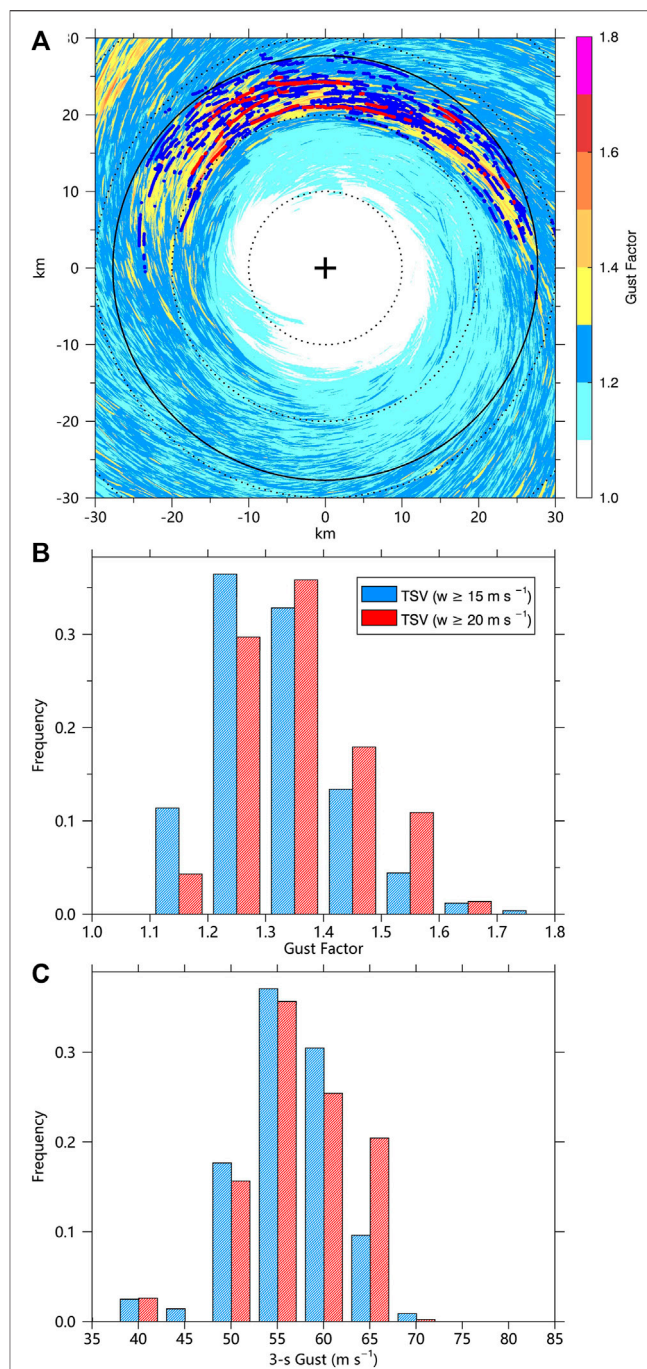 A
30
20
10
0
-10
-20
-30
km
-30
-20
-10
0
10
20
30
km
1.8
1.6
1.4
1.2
1.0
Gust Factor
B
TSV (w ≥ 15 m s ⁻¹)
TSV (w ≥ 20 m s ⁻¹)
0.3
0.2
0.1
0.0
Frequency
1.0 1.1 1.2 1.3 1.4 1.5 1.6 1.7 1.8
Gust Factor
C
0.3
0.2
0.1
0.0
Frequency
35 40 45 50 55 60 65 70 75 80 85
3-s Gust (m s⁻¹)